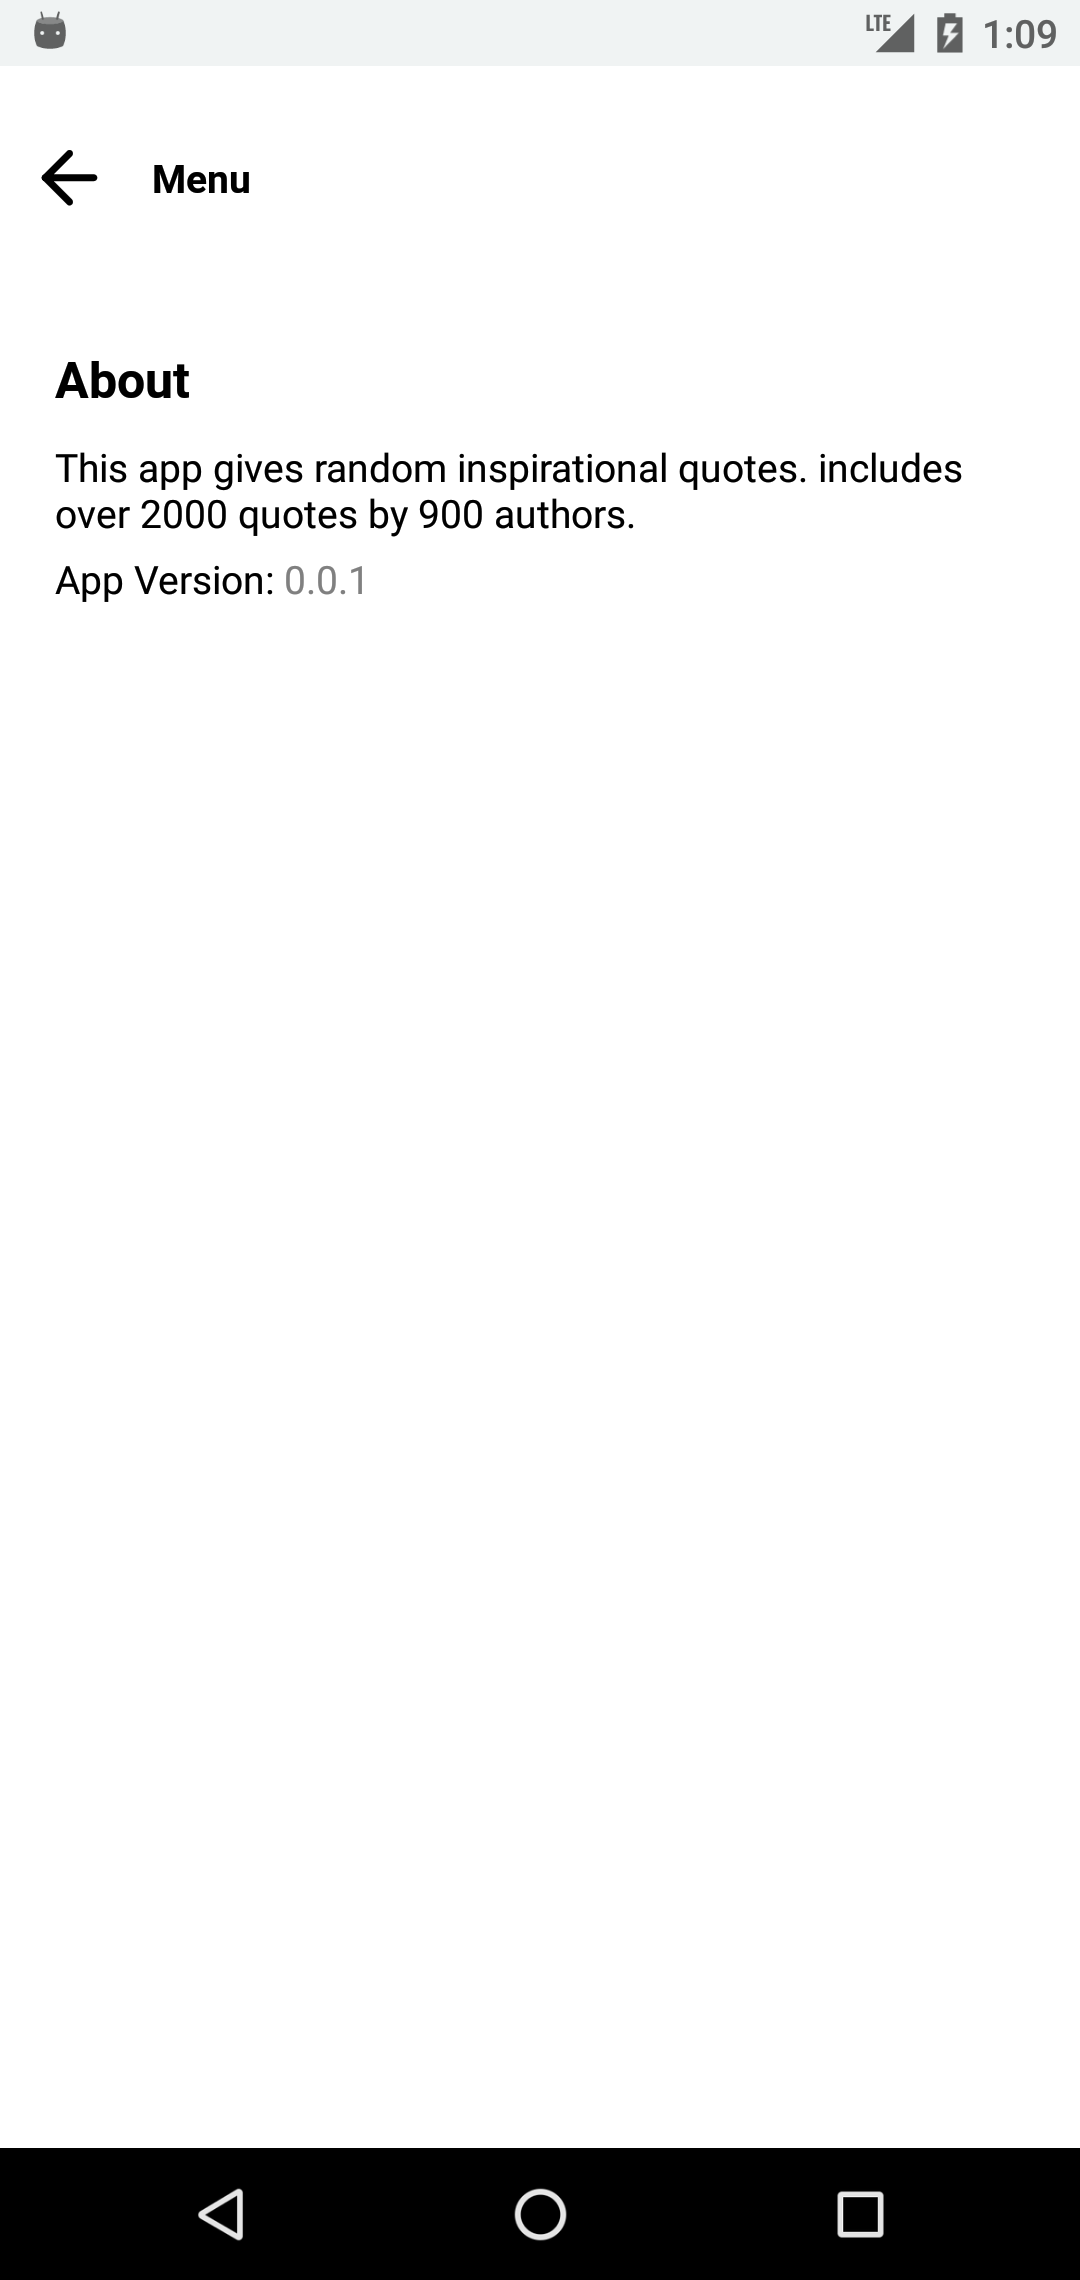 LTE 1:09
Menu
About
This app gives random inspirational quotes. includes
over 2000 quotes by 900 authors.
App Version: 0.0.1